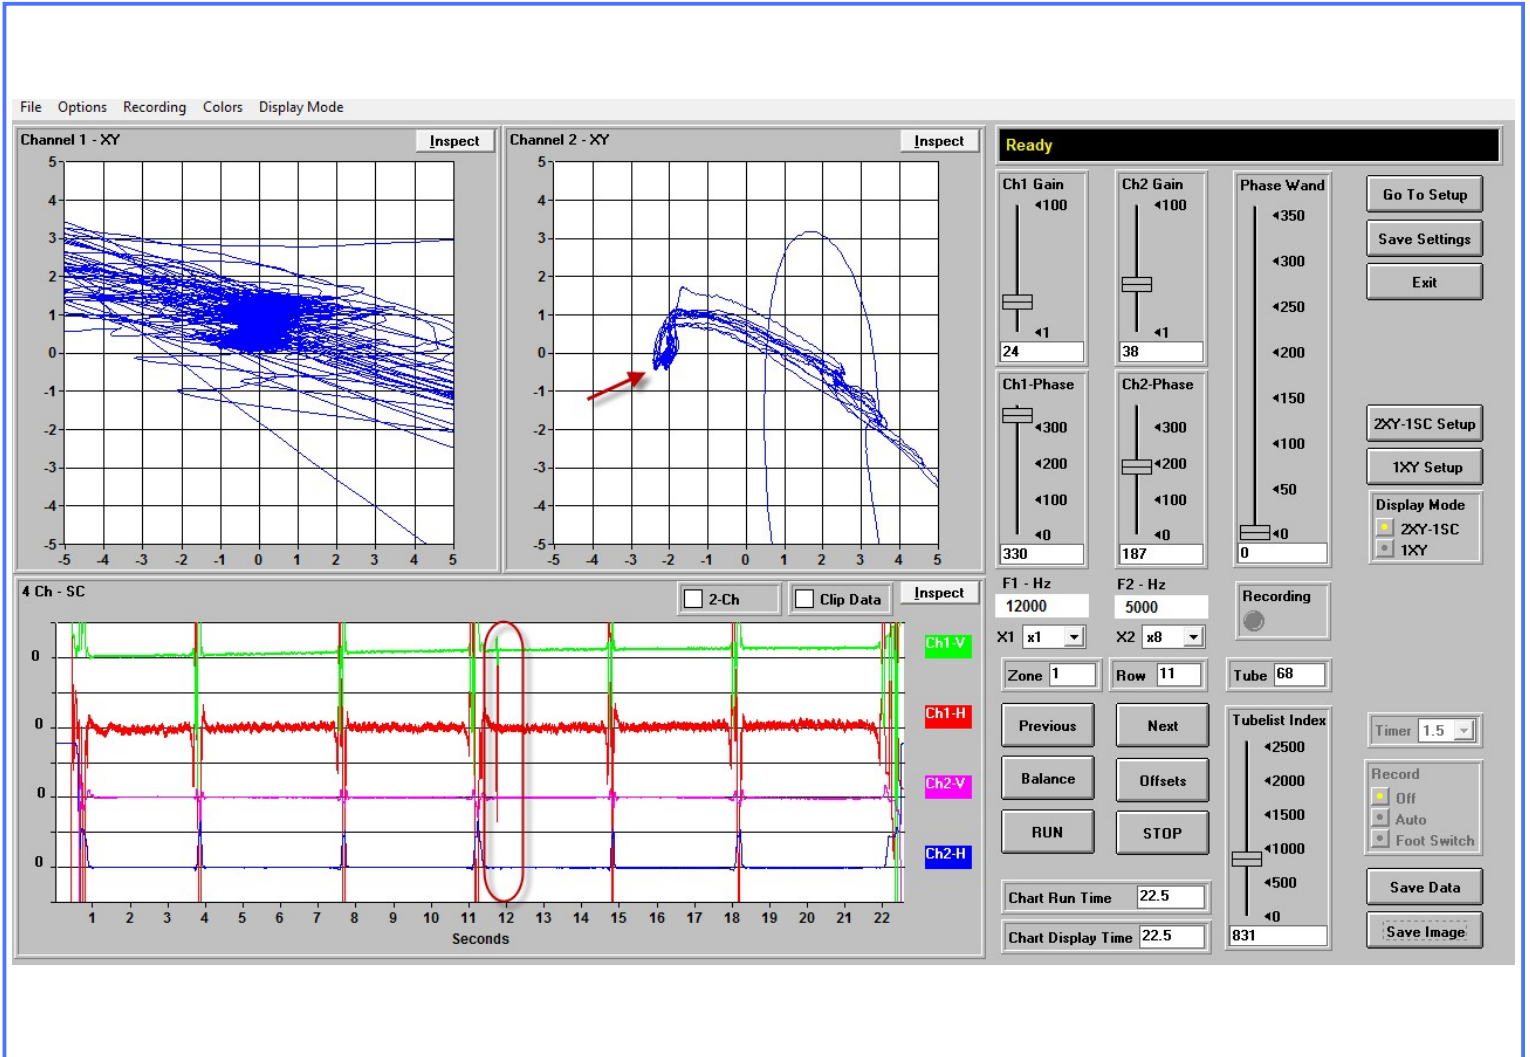 File Options Recording Colors Display Mode
Channel 1 - XY
Inspect
5
4
3
2
1
0
-1
-2
-3
-4
-5
-5 -4 -3 -2 -1 0 1 2 3 4 5
Channel 2 - XY
Inspect
5
4
3
2
1
0
-1
-2
-3
-4
-5
-5 -4 -3 -2 -1 0 1 2 3 4 5
4 Ch - SC
2-Ch
Clip Data
Inspect
0
0
0
0
Ch1-V
Ch1-H
Ch2-V
Ch2-H
1 2 3 4 5 6 7 8 9 10 11 12 13 14 15 16 17 18 19 20 21 22
Seconds
Ready
Ch1 Gain
100
1
24
Ch2 Gain
100
1
38
Phase Wand
350
300
250
200
150
100
50
0
0
Ch1-Phase
300
200
100
0
330
Ch2-Phase
300
200
100
0
187
Go To Setup
Save Settings
Exit
2XY-1SC Setup
1XY Setup
Display Mode
2XY-1SC
1XY
F1 - Hz
12000
F2 - Hz
5000
X1 x1
X2 x8
Recording
Zone 1
Row 11
Tube 68
Previous
Next
Balance
Offsets
RUN
STOP
Chart Run Time 22.5
Chart Display Time 22.5
Tubelist Index
2500
2000
1500
1000
500
0
831
Timer 1.5
Record
Off
Auto
Foot Switch
Save Data
Save Image